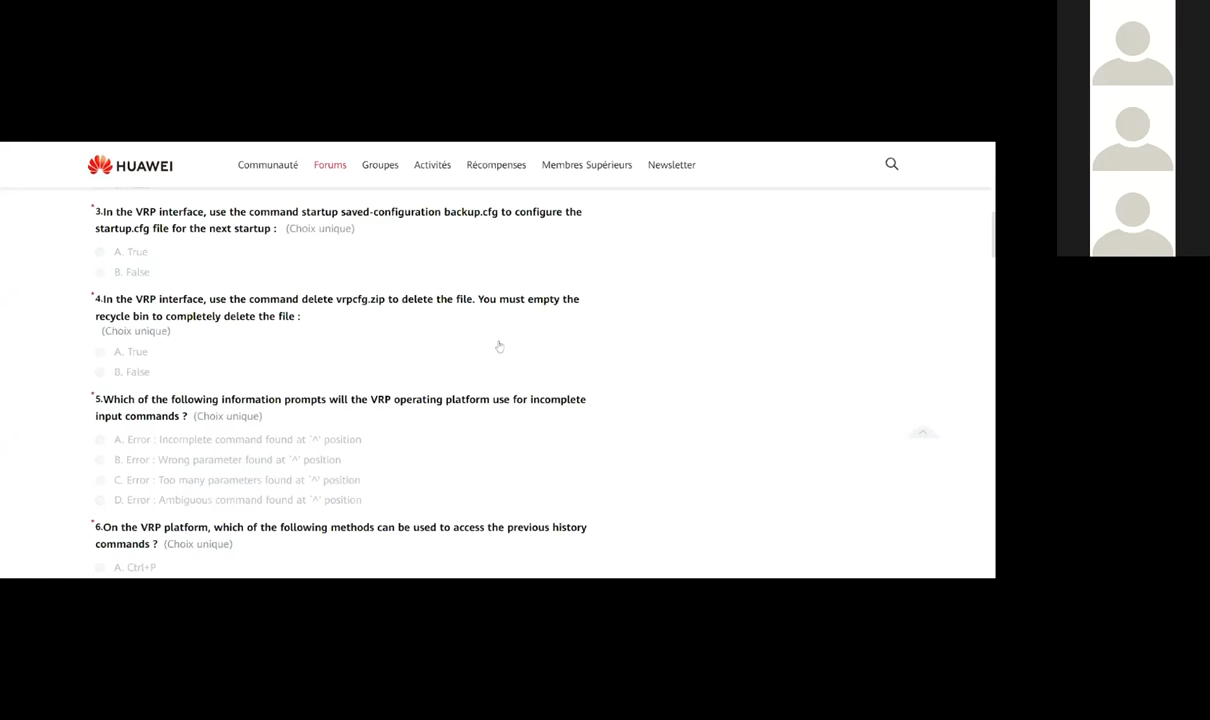 HUAWEI
Communauté Forums Groupes Activités Récompenses Membres Supérieurs Newsletter
*3.In the VRP interface, use the command startup saved-configuration backup.cfg to configure the
startup.cfg file for the next startup : (Choix unique)
A. True
B. False
*4.In the VRP interface, use the command delete vrpcfg.zip to delete the file. You must empty the
recycle bin to completely delete the file :
(Choix unique)
A. True
B. False
*5.Which of the following information prompts will the VRP operating platform use for incomplete
input commands ? (Choix unique)
A. Error : Incomplete command found at `^' position
B. Error : Wrong parameter found at `^' position
C. Error : Too many parameters found at `^' position
D. Error : Ambiguous command found at `^' position
*6.On the VRP platform, which of the following methods can be used to access the previous history
commands ? (Choix unique)
A. Ctrl+P